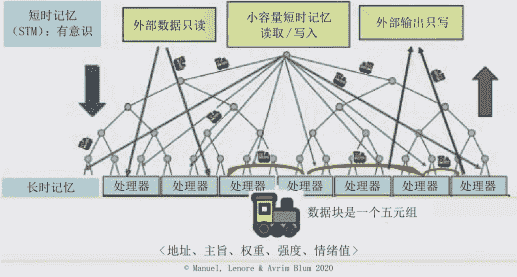 短时记忆
(STM)：有意识
外部数据只读
小容量短时记忆
读取/写入
外部输出只写
长时记忆
处理器
处理器
处理器
处理器
处理器
处理器
处理器
数据块是一个五元组
<地址、主旨、权重、强度、情绪值>
© Manuel, Lenore & Avrim Blum 2020